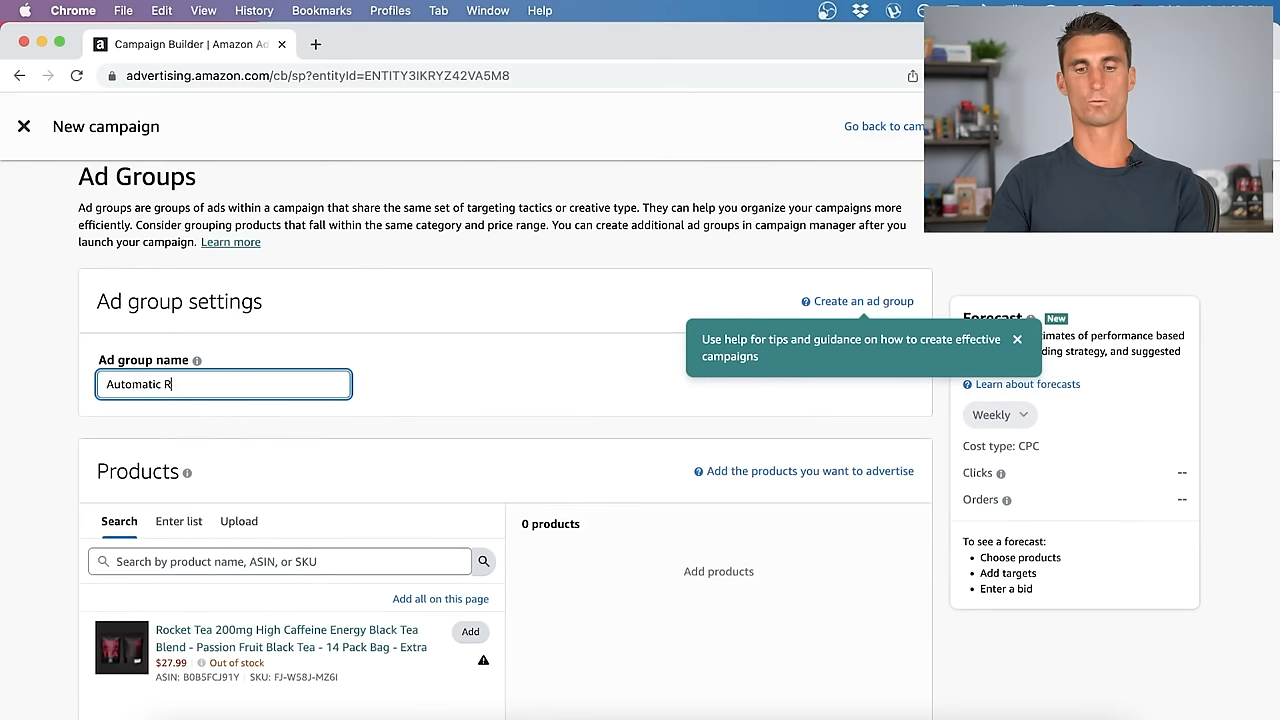 Chrome File Edit View History Bookmarks Profiles Tab Window Help
Campaign Builder | Amazon Ad
advertising.amazon.com/cb/sp?entityId=ENTITY3IKRYZ42VA5M8
New campaign
Go back to cam
Ad Groups
Ad groups are groups of ads within a campaign that share the same set of targeting tactics or creative type. They can help you organize your campaigns more
efficiently. Consider grouping products that fall within the same category and price range. You can create additional ad groups in campaign manager after you
launch your campaign. Learn more
Ad group settings
Create an ad group
Use help for tips and guidance on how to create effective
campaigns
Ad group name
Automatic R
Products
Add the products you want to advertise
Search Enter list Upload
Search by product name, ASIN, or SKU
Add all on this page
Rocket Tea 200mg High Caffeine Energy Black Tea
Blend - Passion Fruit Black Tea - 14 Pack Bag - Extra
$27.99 Out of stock
ASIN: B0B5FCJ91Y SKU: FJ-W58J-MZ6I
Add
0 products
Add products
Forecast New
timates of performance based
ding strategy, and suggested
Learn about forecasts
Weekly
Cost type: CPC
Clicks --
Orders --
To see a forecast:
• Choose products
• Add targets
• Enter a bid